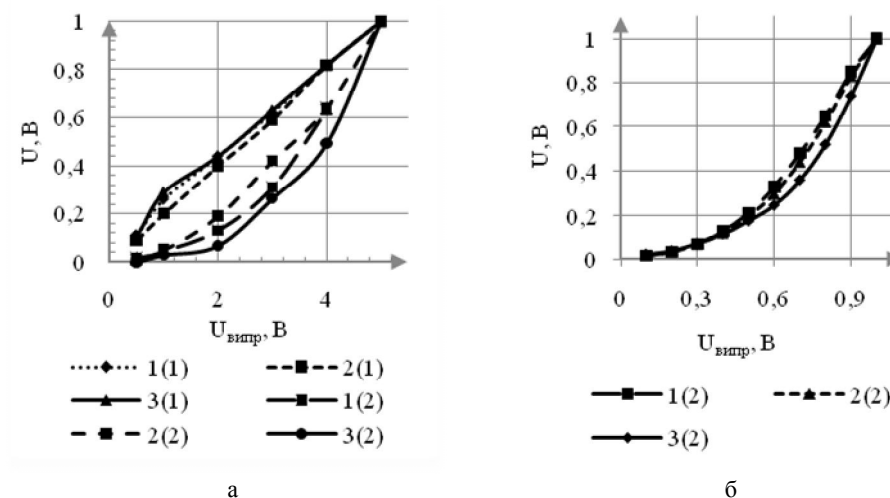 1
0,8
0,6
0,4
0,2
0
U, В
0 2 4
Uвипр, В
1(1) 2(1)
3(1) 1(2)
2(2) 3(2)
а
1
0,8
0,6
0,4
0,2
0
U, В
0 0,3 0,6 0,9
Uвипр, В
1(2) 2(2)
3(2)
б